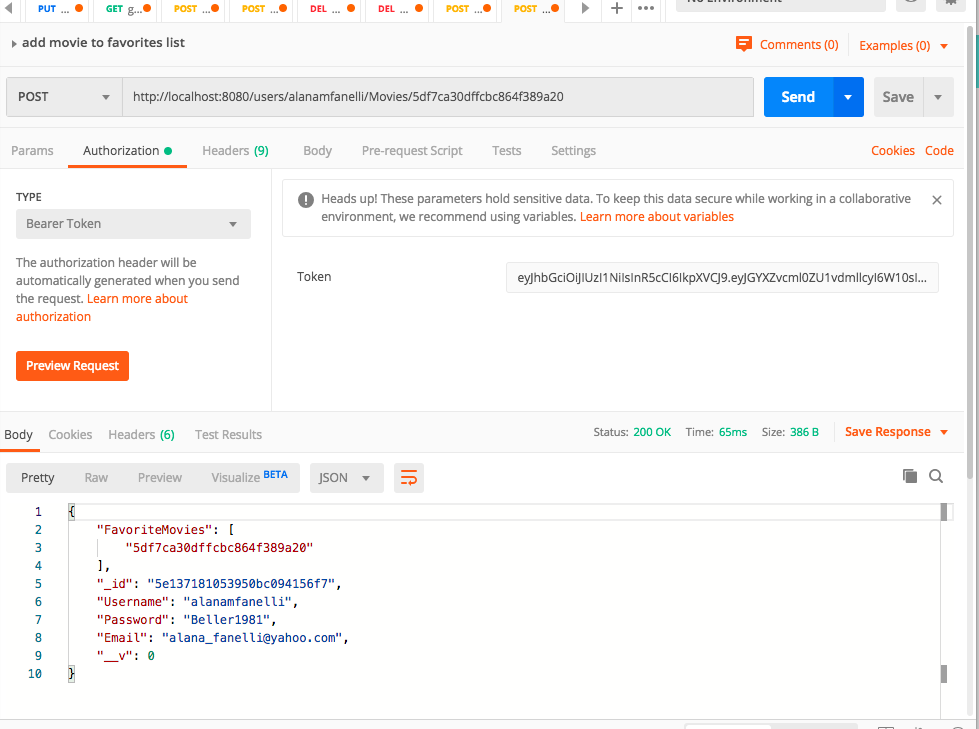 PUT ... GET g... POST ... POST ... DEL ... DEL ... POST ... POST ...
add movie to favorites list
Comments (0) Examples (0)
POST http://localhost:8080/users/alanamfanelli/Movies/5df7ca30dffcbc864f389a20 Send Save
Params Authorization Headers (9) Body Pre-request Script Tests Settings Cookies Code
TYPE
Bearer Token
The authorization header will be
automatically generated when you send
the request. Learn more about
authorization
Preview Request
Heads up! These parameters hold sensitive data. To keep this data secure while working in a collaborative
environment, we recommend using variables. Learn more about variables
Token
Body Cookies Headers (6) Test Results Status: 200 OK Time: 65ms Size: 386 B Save Response
Pretty Raw Preview Visualize BETA JSON
1 {
2 "FavoriteMovies": [
3 "5df7ca30dffcbc864f389a20"
4 ],
5 "_id": "5e137181053950bc094156f7",
6 "Username": "alanamfanelli",
7 "Password": "Beller1981",
8 "Email": "alana_fanelli@yahoo.com",
9 "__v": 0
10 }